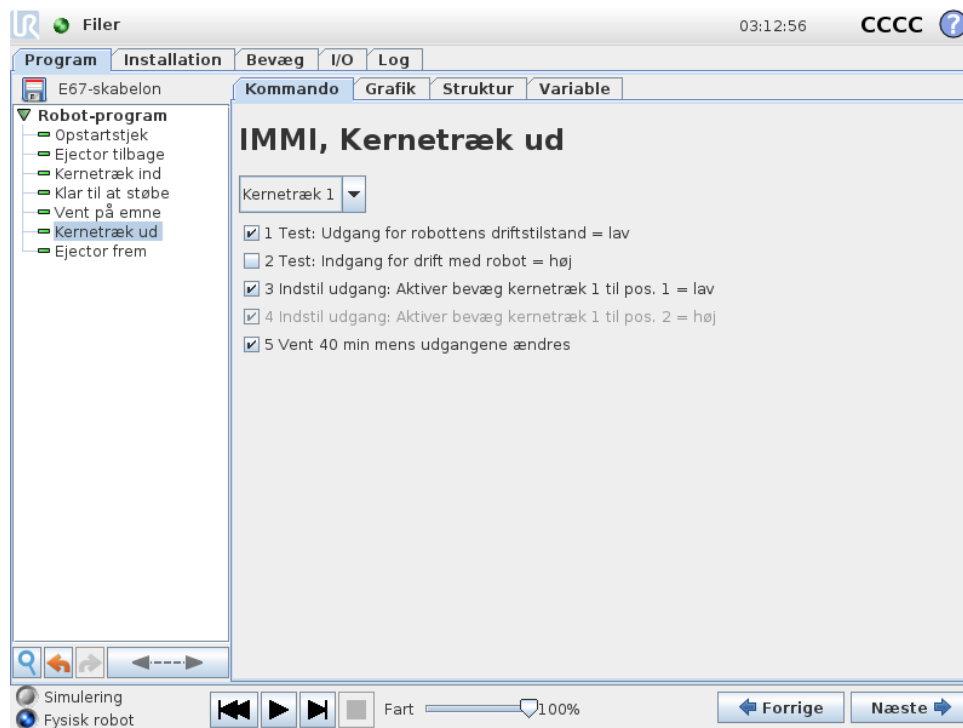 UR Filer 03:12:56 CCCC ?
Program Installation Bevæg I/O Log
E67-skabelon
Kommando Grafik Struktur Variable
Robot-program
Opstartstjek
Ejector tilbage
Kernetræk ind
Klar til at støbe
Vent på emne
Kernetræk ud
Ejector frem
IMMI, Kernetræk ud
Kernetræk 1
1 Test: Udgang for robottens driftstilstand = lav
2 Test: Indgang for drift med robot = høj
3 Indstil udgang: Aktiver bevæg kernetræk 1 til pos. 1 = lav
4 Indstil udgang: Aktiver bevæg kernetræk 1 til pos. 2 = høj
5 Vent 40 min mens udgangene ændres
Simulering
Fysisk robot
Fart 100%
Forrige
Næste